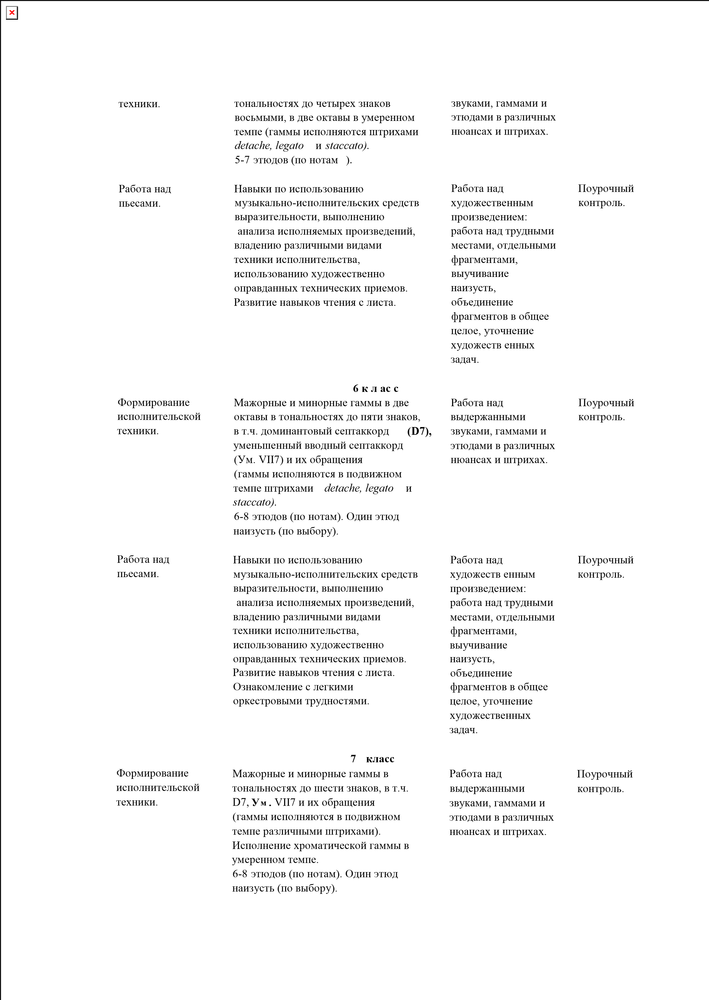 техники.
тональностях до четырех знаков
восьмыми, в две октавы в умеренном
темпе (гаммы исполняются штрихами
detache, legato и staccato).
5-7 этюдов (по нотам ).
звуками, гаммами и
этюдами в различных
нюансах и штрихах.
Работа над
пьесами.
Навыки по использованию
музыкально-исполнительских средств
выразительности, выполнению
анализа исполняемых произведений,
владению различными видами
техники исполнительства,
использованию художественно
оправданных технических приемов.
Развитие навыков чтения с листа.
Работа над
художественным
произведением:
работа над трудными
местами, отдельными
фрагментами,
выучивание
наизусть,
объединение
фрагментов в общее
целое, уточнение
художеств енных
задач.
Поурочный
контроль.
6 к л ас с
Формирование
исполнительской
техники.
Мажорные и минорные гаммы в две
октавы в тональностях до пяти знаков,
в т.ч. доминантовый септаккорд (D7),
уменьшенный вводный септаккорд
(Ум. VII7) и их обращения
(гаммы исполняются в подвижном
темпе штрихами detache, legato и
staccato).
6-8 этюдов (по нотам). Один этюд
наизусть (по выбору).
Работа над
выдержанными
звуками, гаммами и
этюдами в различных
нюансах и штрихах.
Поурочный
контроль.
Работа над
пьесами.
Навыки по использованию
музыкально-исполнительских средств
выразительности, выполнению
анализа исполняемых произведений,
владению различными видами
техники исполнительства,
использованию художественно
оправданных технических приемов.
Развитие навыков чтения с листа.
Ознакомление с легкими
оркестровыми трудностями.
Работа над
художеств енным
произведением:
работа над трудными
местами, отдельными
фрагментами,
выучивание
наизусть,
объединение
фрагментов в общее
целое, уточнение
художественных
задач.
Поурочный
контроль.
7 класс
Формирование
исполнительской
техники.
Мажорные и минорные гаммы в
тональностях до шести знаков, в т.ч.
D7, Ум . VII7 и их обращения
(гаммы исполняются в подвижном
темпе различными штрихами).
Исполнение хроматической гаммы в
умеренном темпе.
6-8 этюдов (по нотам). Один этюд
наизусть (по выбору).
Работа над
выдержанными
звуками, гаммами и
этюдами в различных
нюансах и штрихах.
Поурочный
контроль.